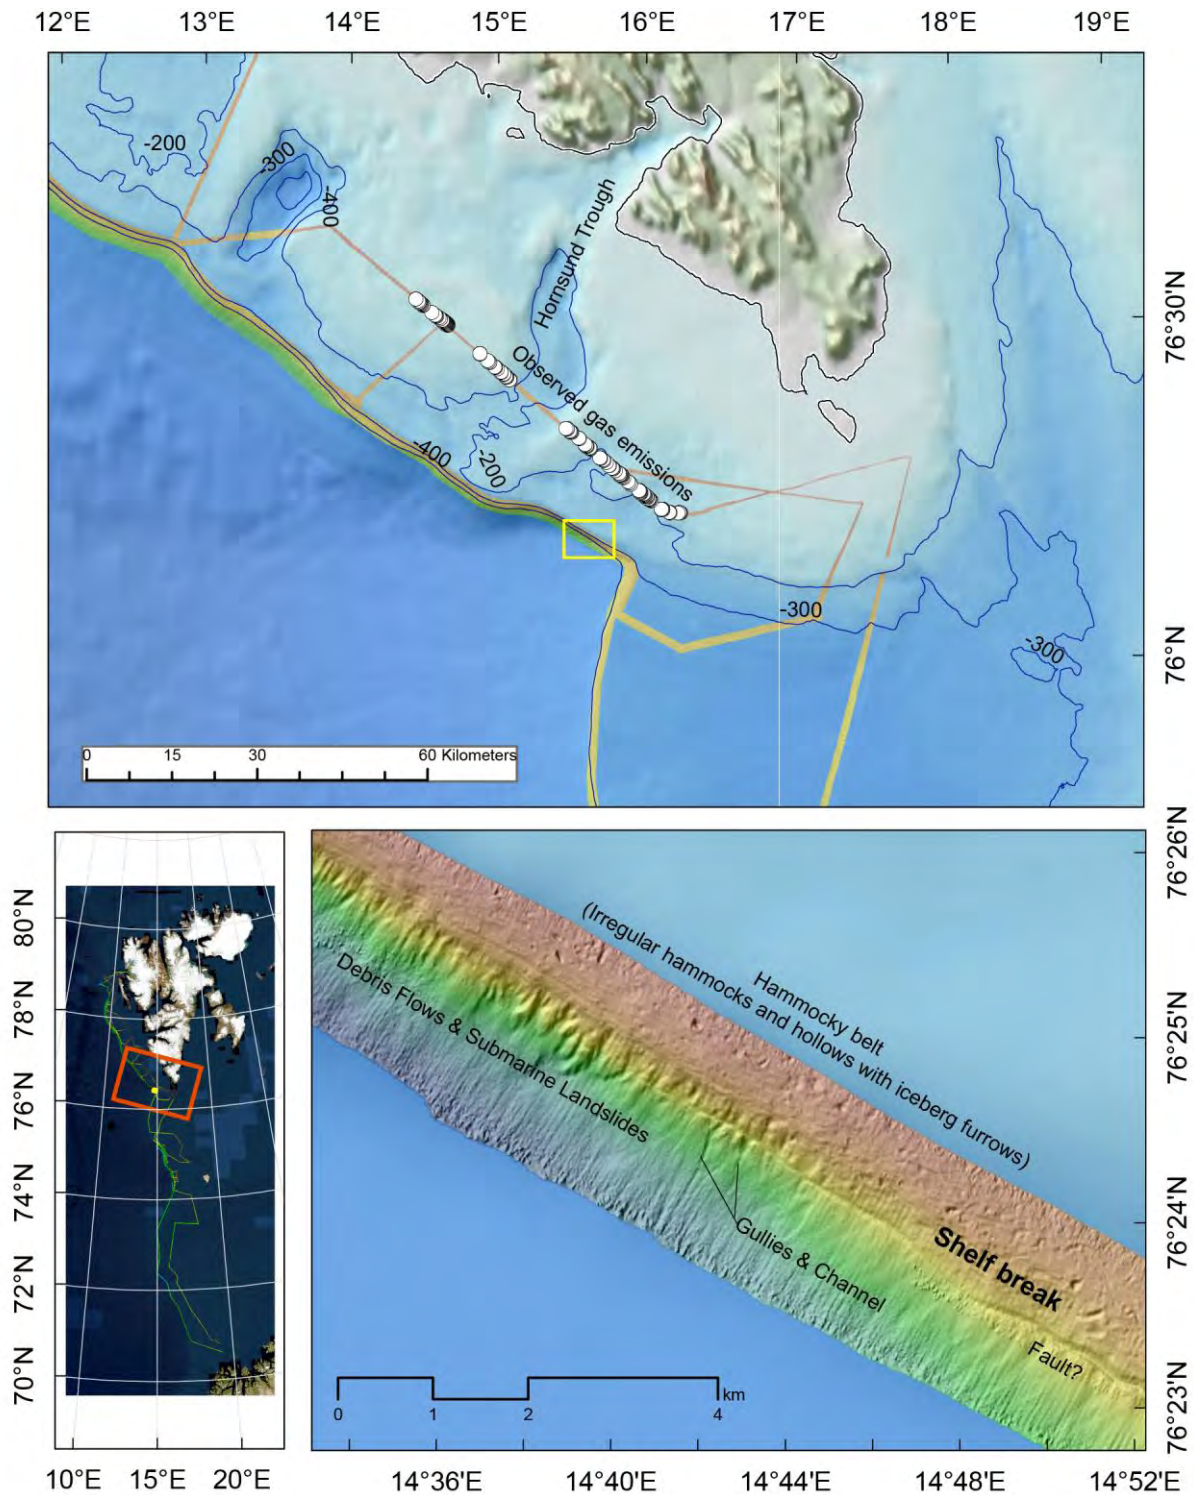 12°E 13°E 14°E 15°E 16°E 17°E 18°E 19°E
-200
-300
-400
Hornsund Trough
76°30'N
Observed gas emissions
-400
-200
-300
76°N
-300
0 15 30 60 Kilometers
80°N
78°N
76°N
74°N
72°N
70°N
10°E 15°E 20°E
76°26'N
(Irregular hammocks and hollows with iceberg furrows)
Hammocky belt
Debris Flows & Submarine Landslides
76°25'N
76°24'N
Gullies & Channel
Shelf break
Fault?
76°23'N
km
0 1 2 4
14°36'E 14°40'E 14°44'E 14°48'E 14°52'E